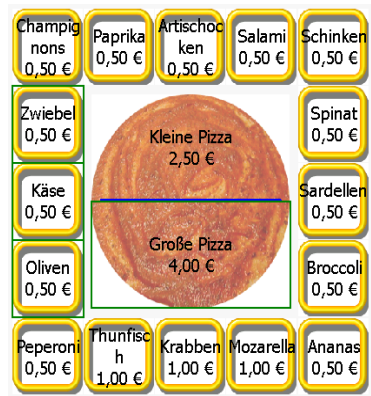 Champig
nons
0,50 €
Paprika
0,50 €
Artischoc
ken
0,50 €
Salami
0,50 €
Schinken
0,50 €
Zwiebel
0,50 €
Kleine Pizza
2,50 €
Spinat
0,50 €
Käse
0,50 €
Sardellen
0,50 €
Oliven
0,50 €
Große Pizza
4,00 €
Broccoli
0,50 €
Peperoni
0,50 €
Thunfisc
h
1,00 €
Krabben
1,00 €
Mozarella
1,00 €
Ananas
0,50 €